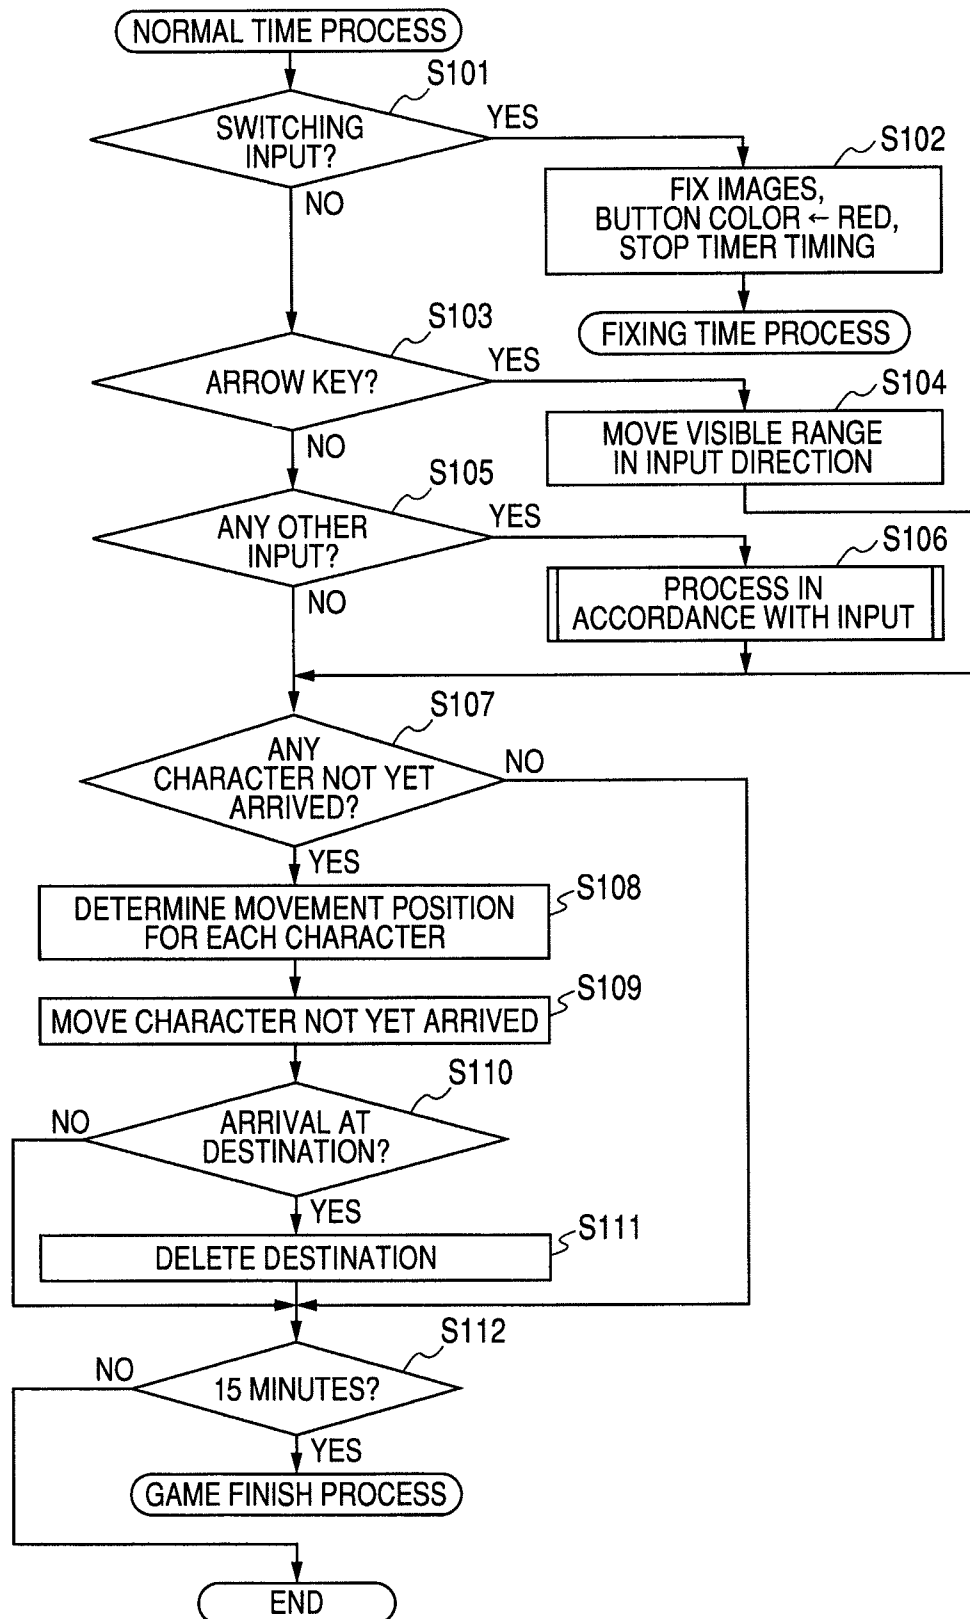 NORMAL TIME PROCESS
S101
SWITCHING
INPUT?
YES
NO
S102
FIX IMAGES,
BUTTON COLOR ← RED,
STOP TIMER TIMING
FIXING TIME PROCESS
S103
ARROW KEY?
YES
NO
S104
MOVE VISIBLE RANGE
IN INPUT DIRECTION
S105
ANY OTHER
INPUT?
YES
NO
S106
PROCESS IN
ACCORDANCE WITH INPUT
S107
ANY
CHARACTER NOT YET
ARRIVED?
NO
YES
S108
DETERMINE MOVEMENT POSITION
FOR EACH CHARACTER
S109
MOVE CHARACTER NOT YET ARRIVED
S110
ARRIVAL AT
DESTINATION?
NO
YES
S111
DELETE DESTINATION
S112
15 MINUTES?
NO
YES
GAME FINISH PROCESS
END